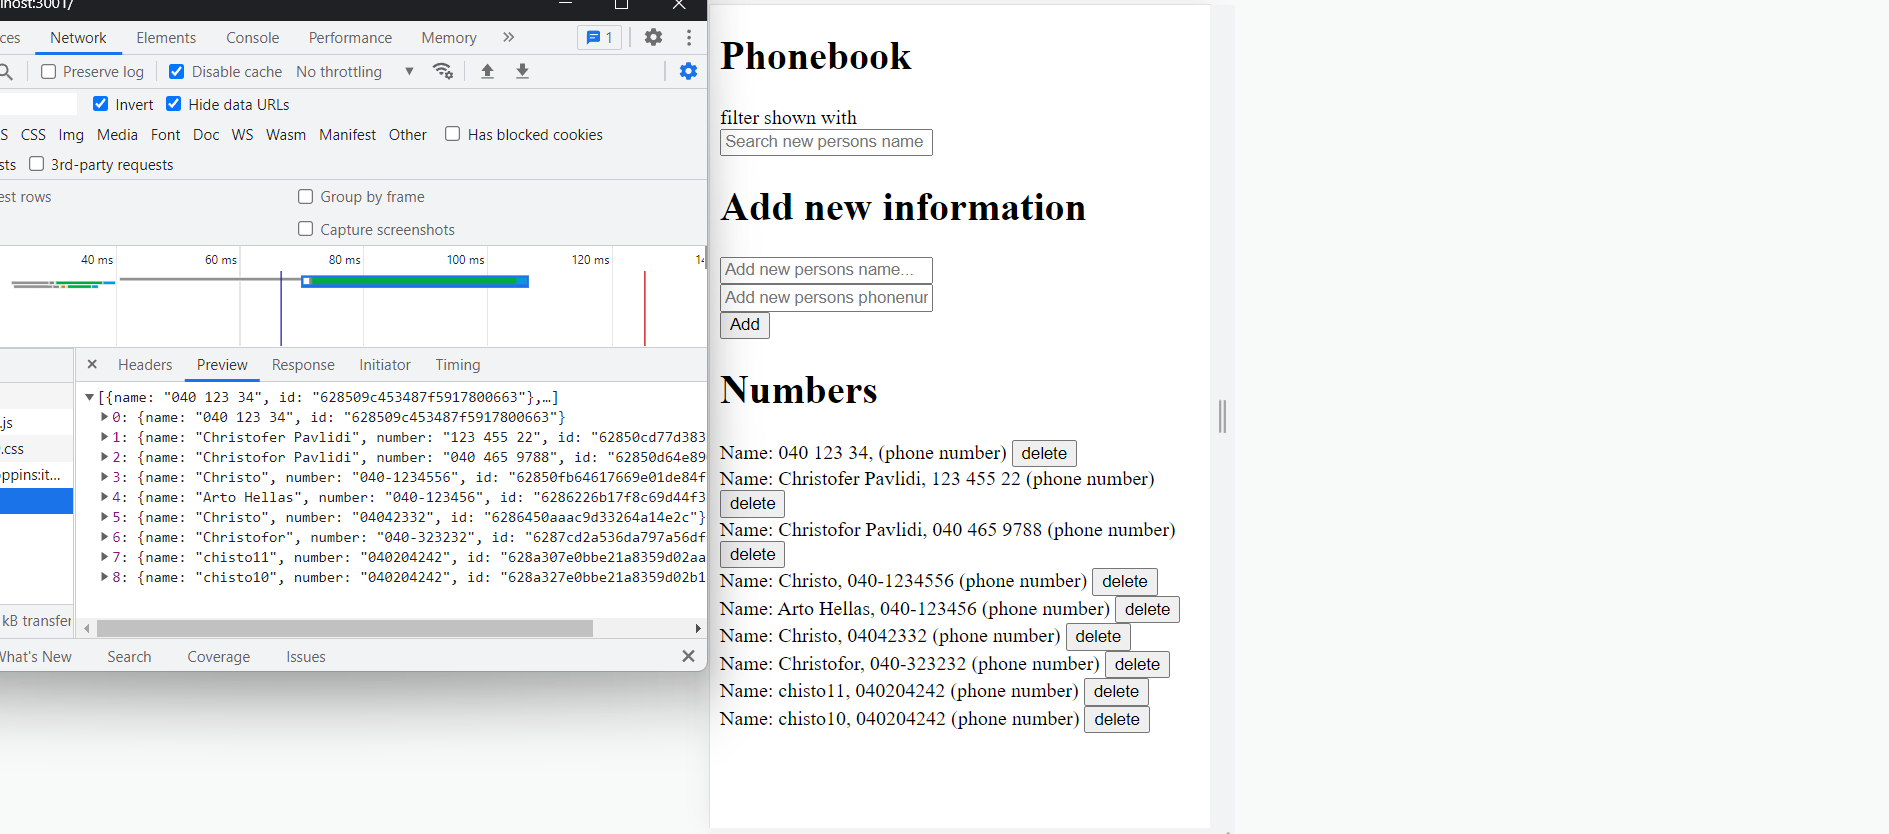 lhost:3001/
ces Network Elements Console Performance Memory 1
Preserve log Disable cache No throttling
Invert Hide data URLs
S CSS Img Media Font Doc WS Wasm Manifest Other Has blocked cookies
sts 3rd-party requests
est rows Group by frame
Capture screenshots
40 ms 60 ms 80 ms 100 ms 120 ms 14
Headers Preview Response Initiator Timing
[{name: "040 123 34", id: "628509c453487f5917800663"},…]
0: {name: "040 123 34", id: "628509c453487f5917800663"}
.js
1: {name: "Christofer Pavlidi", number: "123 455 22", id: "62850cd77d383
.css
2: {name: "Christofor Pavlidi", number: "040 465 9788", id: "62850d64e89
oppins:it...
3: {name: "Christo", number: "040-1234556", id: "62850fb64617669e01de84f
4: {name: "Arto Hellas", number: "040-123456", id: "6286226b17f8c69d44f3
5: {name: "Christo", number: "04042332", id: "6286450aaac9d33264a14e2c"}
6: {name: "Christofor", number: "040-323232", id: "6287cd2a536da797a56df
7: {name: "chisto11", number: "040204242", id: "628a307e0bbe21a8359d02aa
8: {name: "chisto10", number: "040204242", id: "628a327e0bbe21a8359d02b1
kB transfer
What's New Search Coverage Issues
Phonebook
filter shown with
Search new persons name
Add new information
Add new persons name...
Add new persons phonenur
Add
Numbers
Name: 040 123 34, (phone number) delete
Name: Christofer Pavlidi, 123 455 22 (phone number)
delete
Name: Christofor Pavlidi, 040 465 9788 (phone number)
delete
Name: Christo, 040-1234556 (phone number) delete
Name: Arto Hellas, 040-123456 (phone number) delete
Name: Christo, 04042332 (phone number) delete
Name: Christofor, 040-323232 (phone number) delete
Name: chisto11, 040204242 (phone number) delete
Name: chisto10, 040204242 (phone number) delete